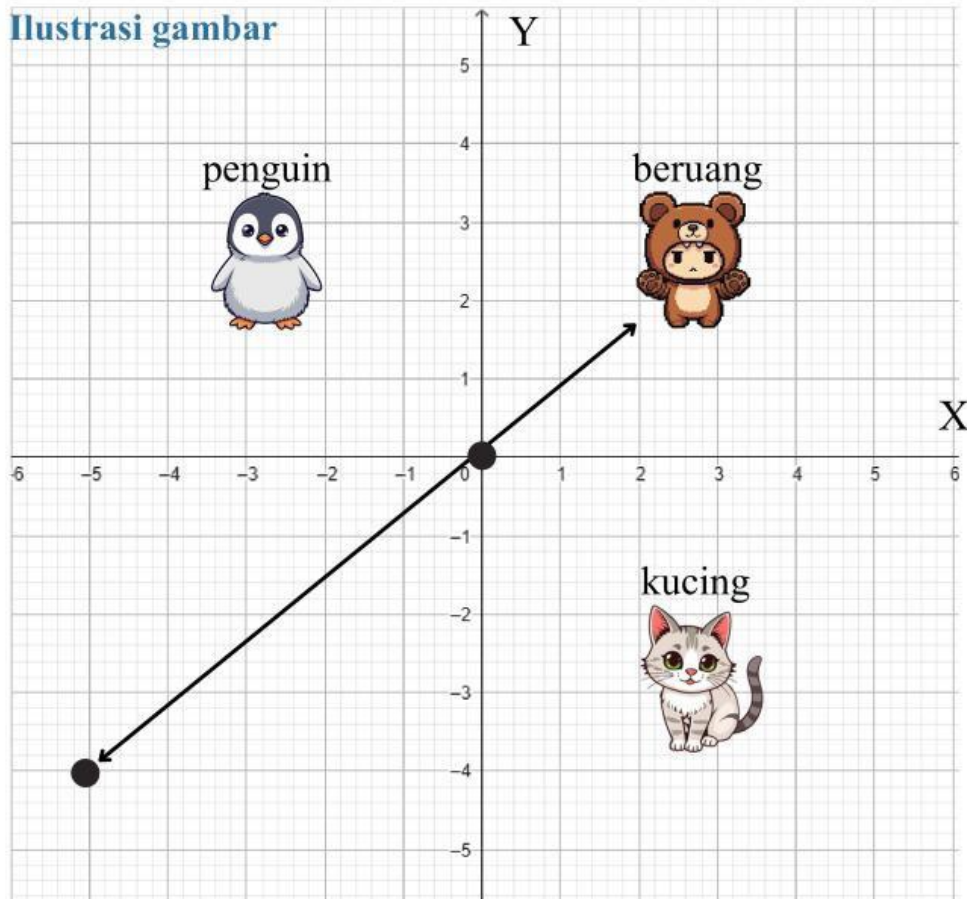 Ilustrasi gambar
Y
5
4
penguin
beruang
3
2
1
X
-6 –5 –4 –3 –2 –1 0 1 2 3 4 5 6
–1
kucing
–2
–3
–4
–5